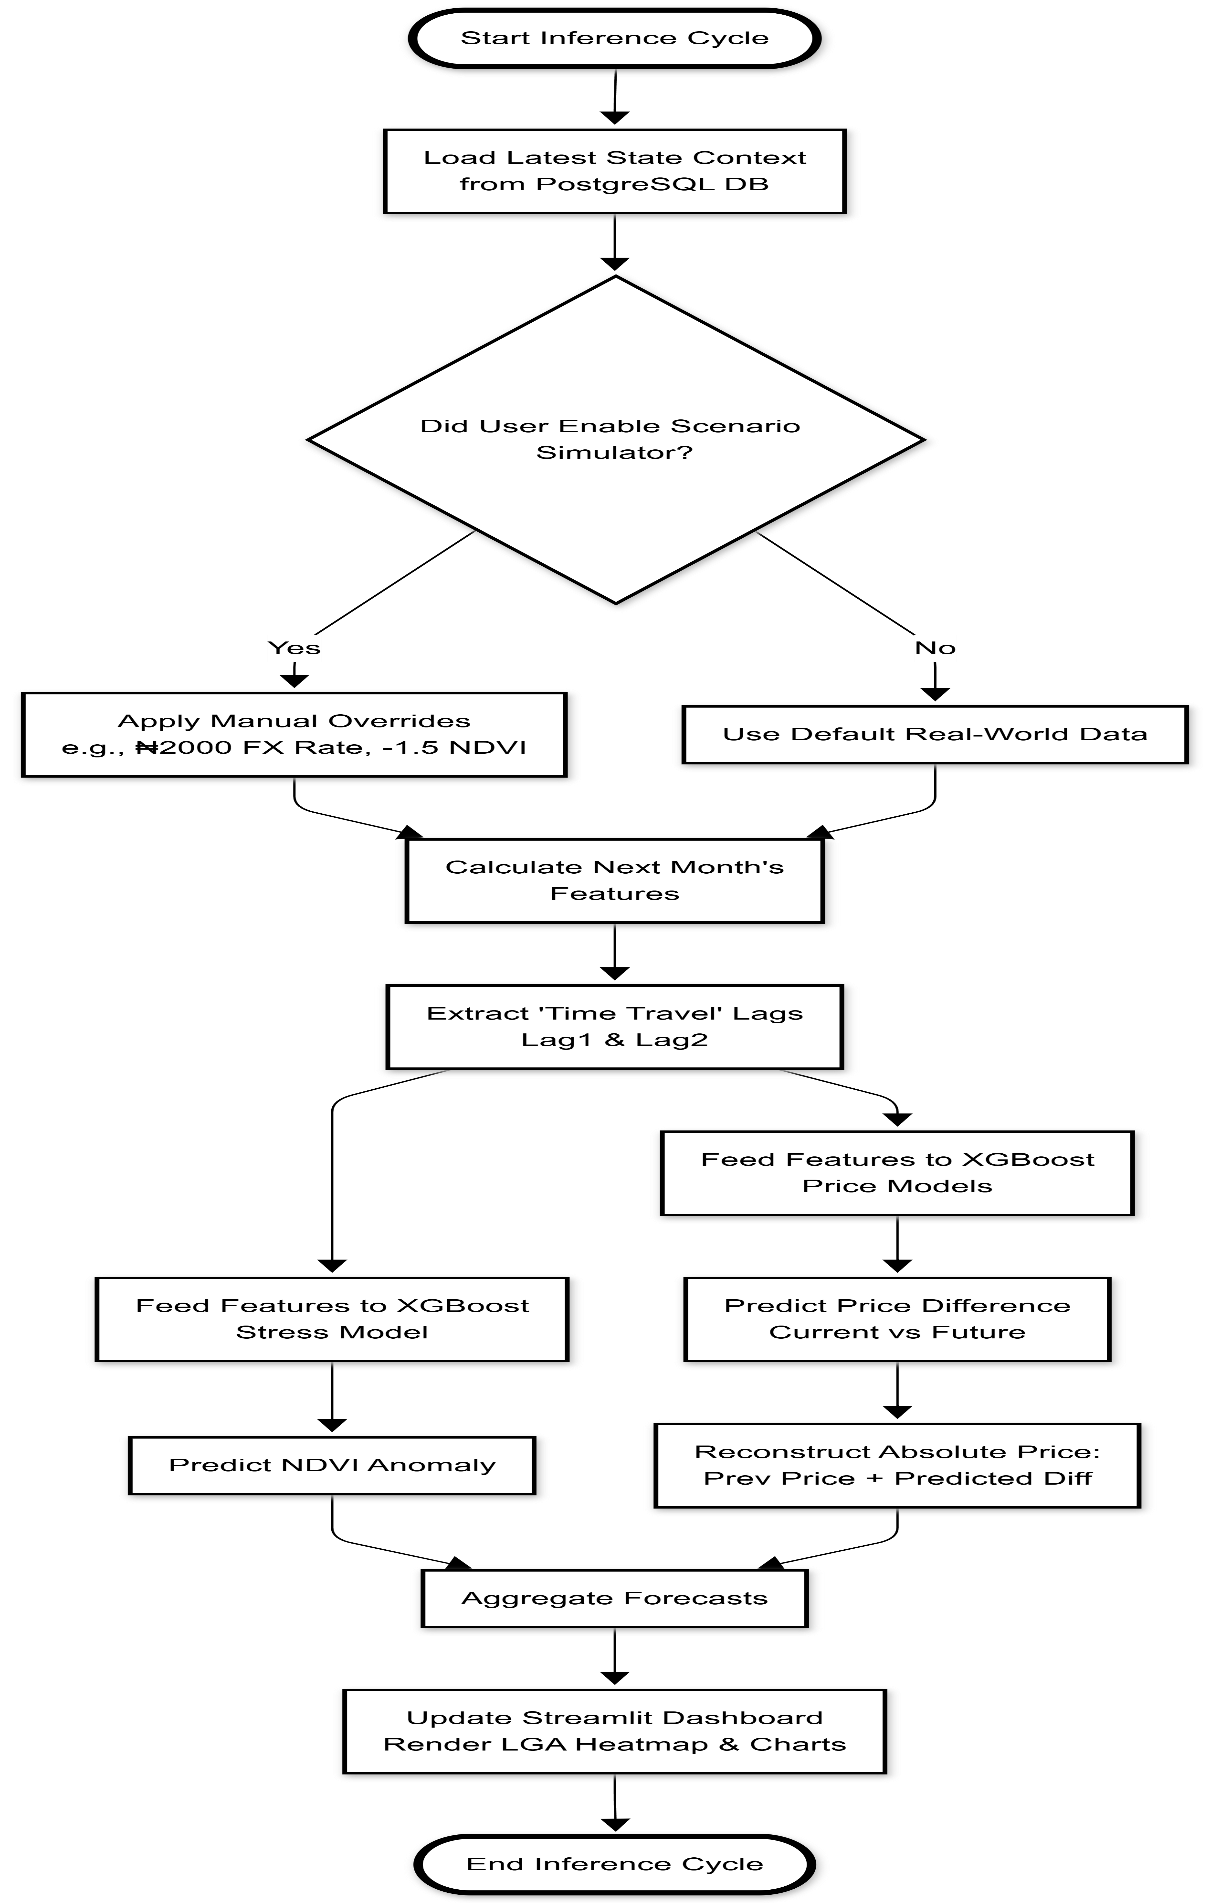 Start Inference Cycle
Load Latest State Context
from PostgreSQL DB
Did User Enable Scenario
Simulator?
Yes
No
Apply Manual Overrides
e.g., ₦2000 FX Rate, -1.5 NDVI
Use Default Real-World Data
Calculate Next Month's
Features
Extract 'Time Travel' Lags
Lag1 & Lag2
Feed Features to XGBoost
Price Models
Feed Features to XGBoost
Stress Model
Predict Price Difference
Current vs Future
Predict NDVI Anomaly
Reconstruct Absolute Price:
Prev Price + Predicted Diff
Aggregate Forecasts
Update Streamlit Dashboard
Render LGA Heatmap & Charts
End Inference Cycle